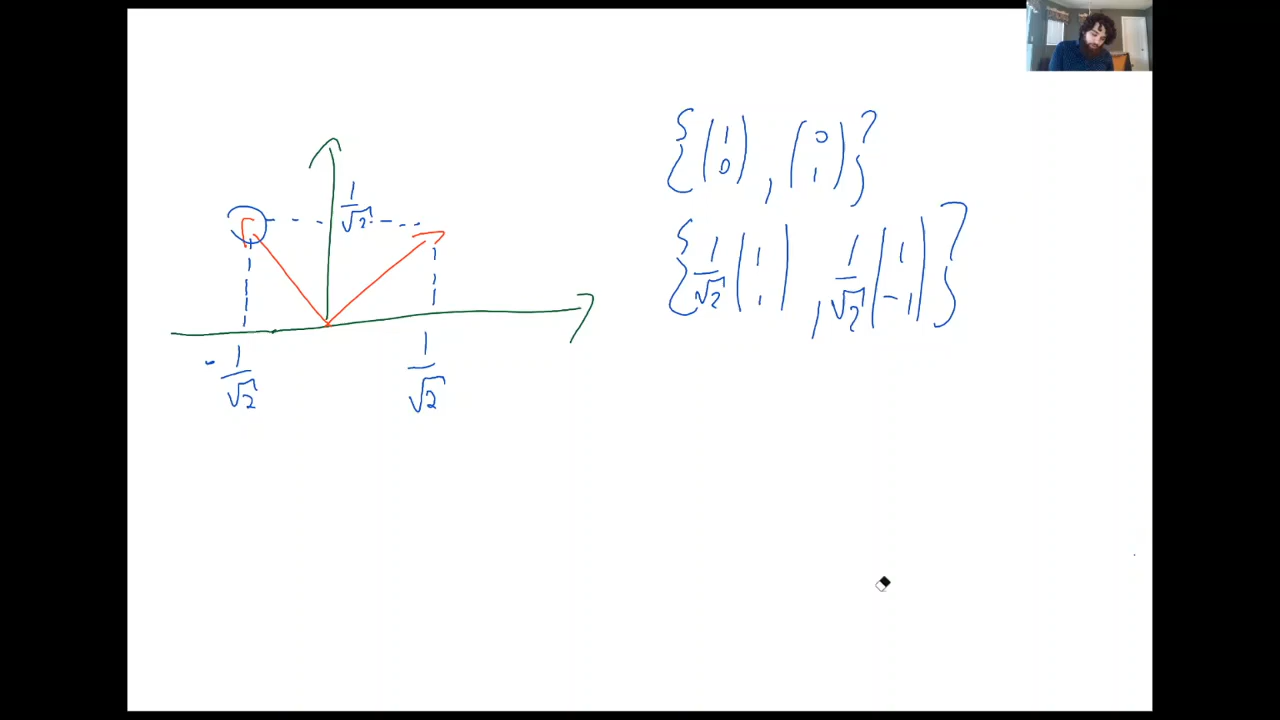 {(1 0), (0 1)}
{1/√2 (1 1), 1/√2 (1 -1)}
1/√2
-1/√2
1/√2